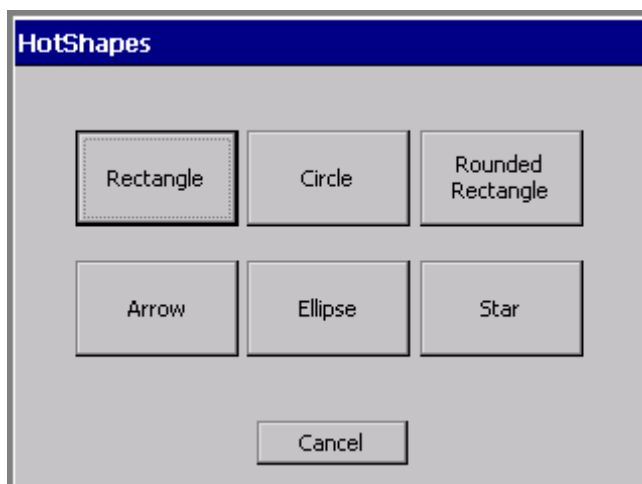 HotShapes
Rectangle
Circle
Rounded
Rectangle
Arrow
Ellipse
Star
Cancel